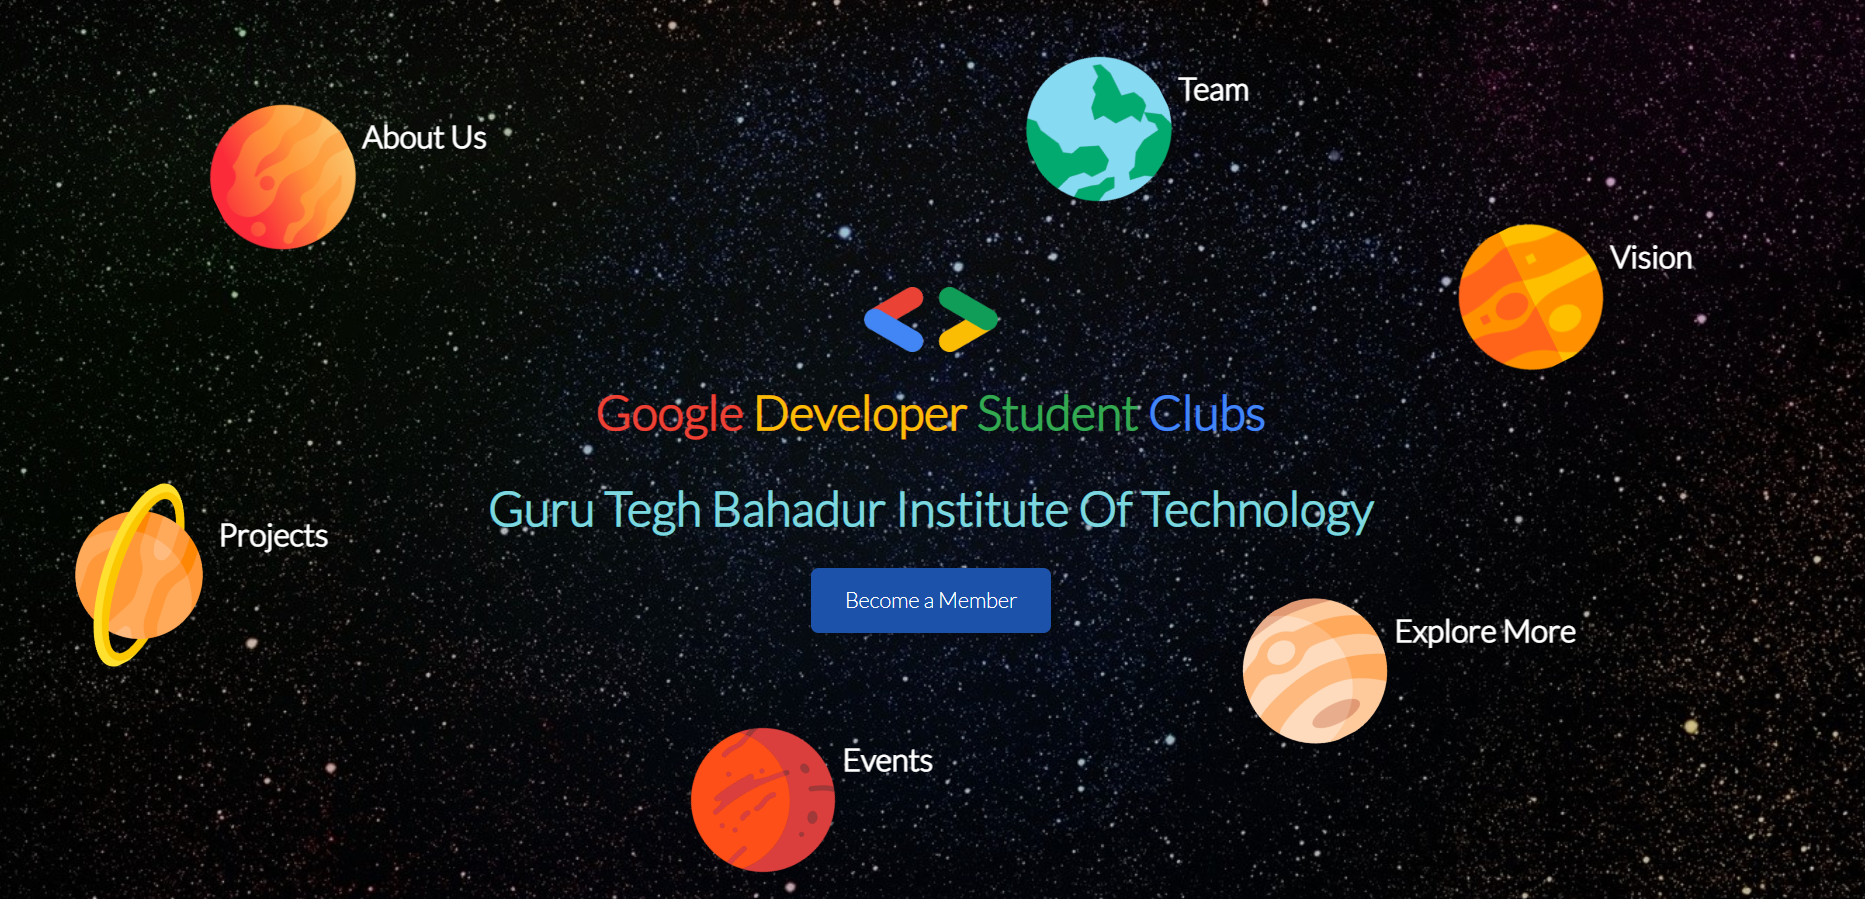 Team
About Us
Vision
Google Developer Student Clubs
Guru Tegh Bahadur Institute Of Technology
Projects
Become a Member
Explore More
Events